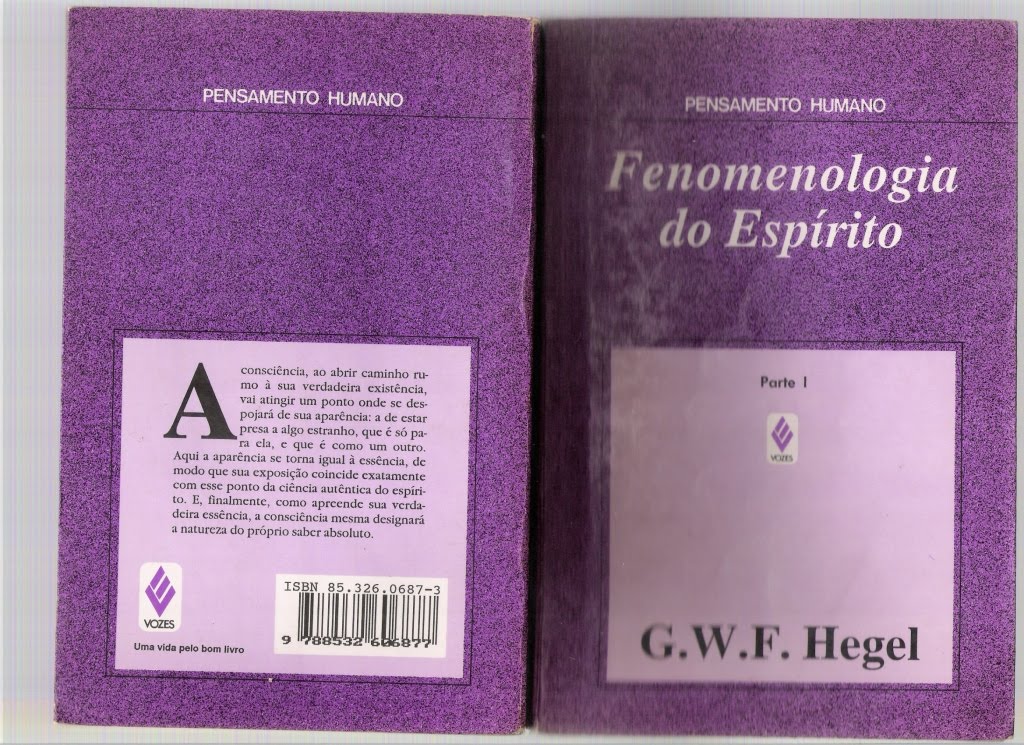 PENSAMENTO HUMANO
A consciência, ao abrir caminho ru-
mo à sua verdadeira existência,
vai atingir um ponto onde se des-
pojará de sua aparência: a de estar
presa a algo estranho, que é só pa-
ra ela, e que é como um outro.
Aqui a aparência se torna igual à essência, de
modo que sua exposição coincide exatamente
com esse ponto da ciência autêntica do espíri-
to. E, finalmente, como apreende sua verda-
deira essência, a consciência mesma designará
a natureza do próprio saber absoluto.
VOZES
Uma vida pelo bom livro
ISBN 85.326.0687-3
9 788532 606877
PENSAMENTO HUMANO
Fenomenologia
do Espírito
Parte I
VOZES
G.W.F. Hegel